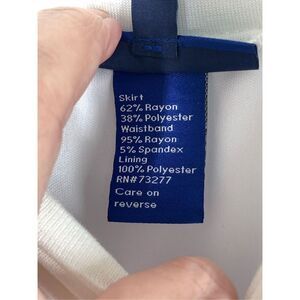 Skirt
62% Rayon
38% Polyester
Waistband
95% Rayon
5% Spandex
Lining
100% Polyester
RN#73277
Care on
reverse